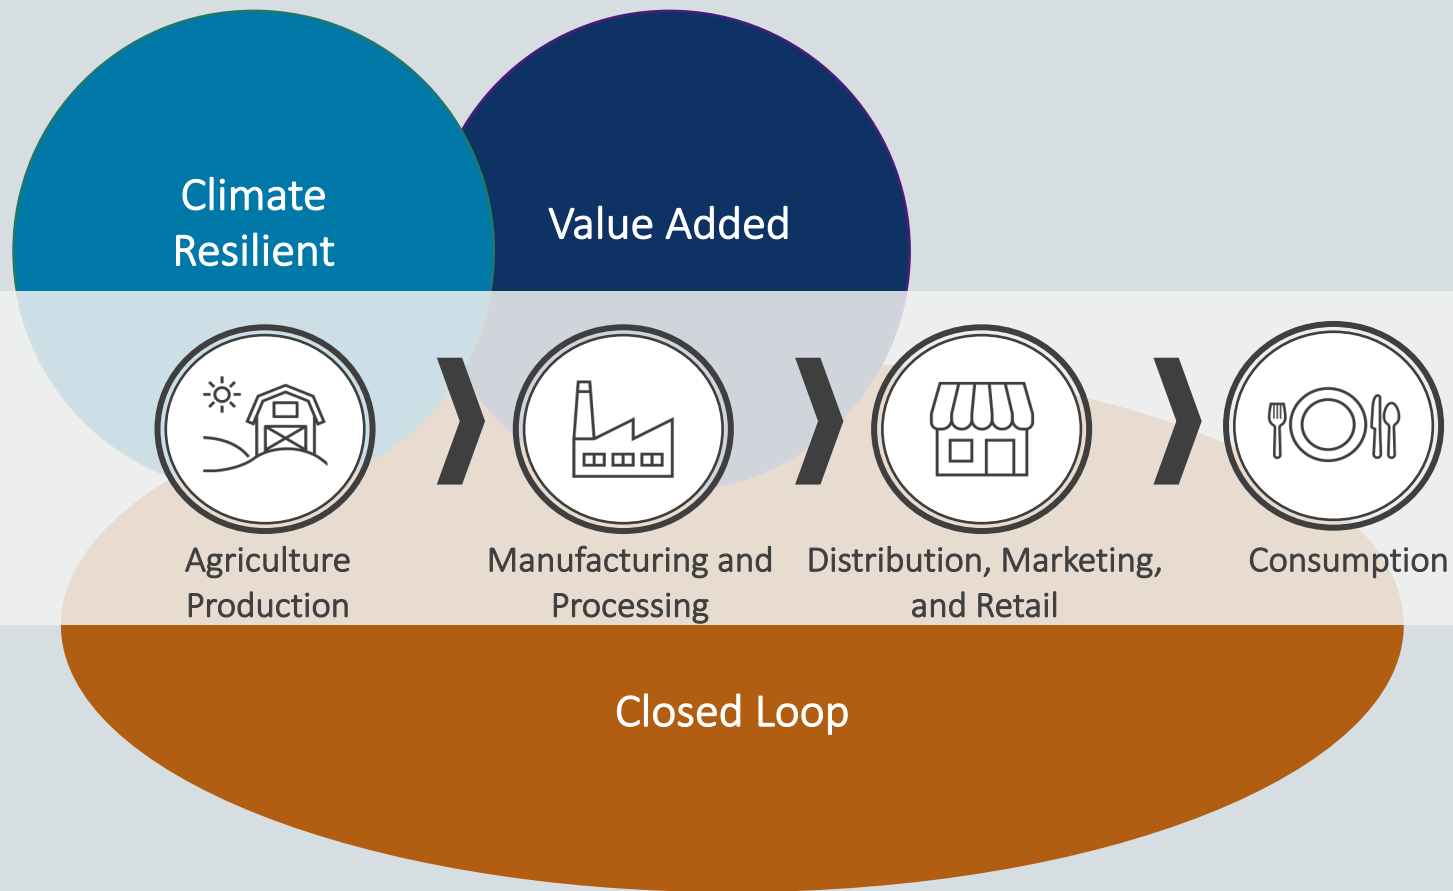 Climate
Resilient
Value Added
Agriculture
Production
Manufacturing and
Processing
Distribution, Marketing,
and Retail
Consumption
Closed Loop